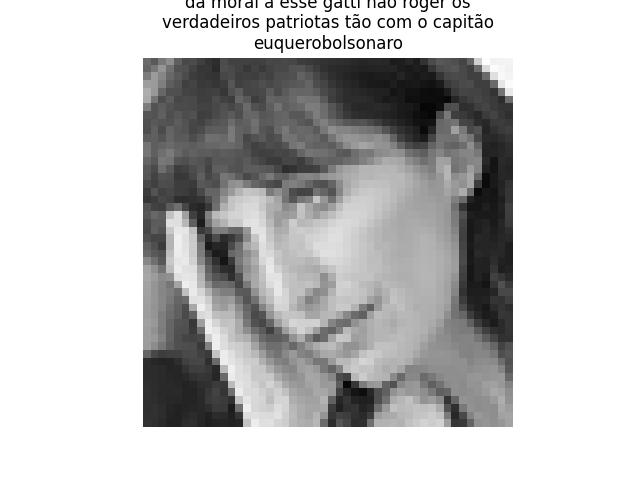 da moral a esse gatti não roger os
verdadeiros patriotas tão com o capitão
euquerobolsonaro